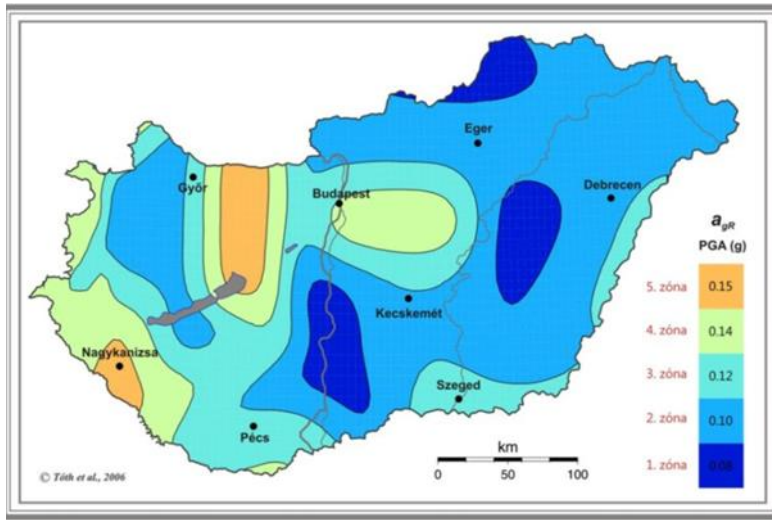 Eger
Győr
Budapest
Debrecen
Kecskemét
Nagykanizsa
Szeged
Pécs
a_gR
PGA (g)
5. zóna 0.15
4. zóna 0.14
3. zóna 0.12
2. zóna 0.10
1. zóna 0.08
km
0 50 100
© Tóth et al., 2006